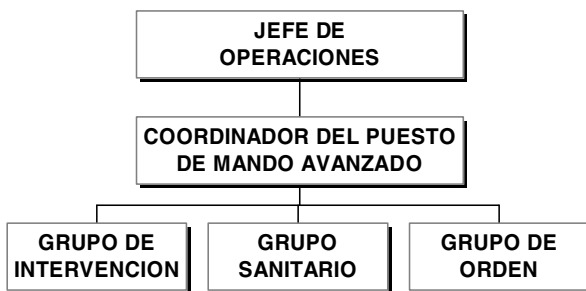 JEFE DE
OPERACIONES
COORDINADOR DEL PUESTO
DE MANDO AVANZADO
GRUPO DE
INTERVENCION
GRUPO
SANITARIO
GRUPO DE
ORDEN